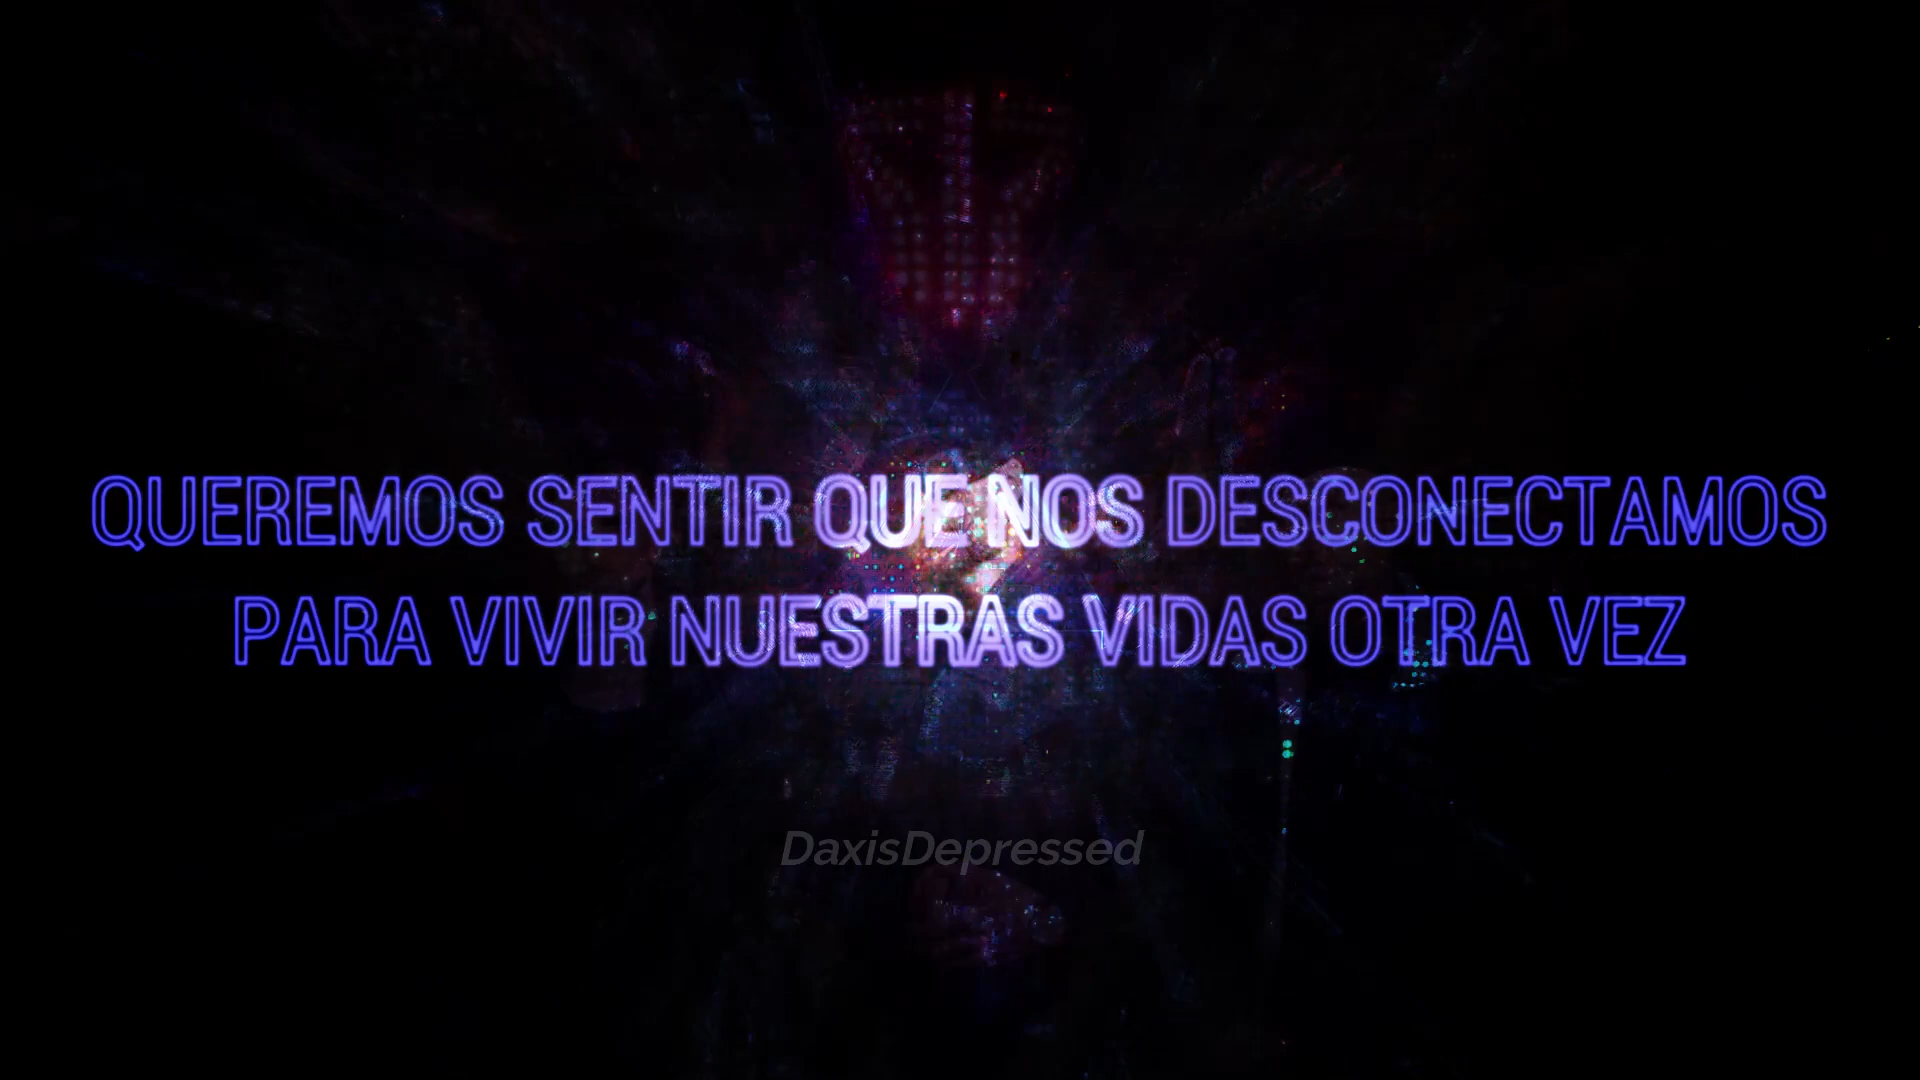 QUEREMOS SENTIR QUE NOS DESCONECTAMOS
PARA VIVIR NUESTRAS VIDAS OTRA VEZ
DaxisDepressed